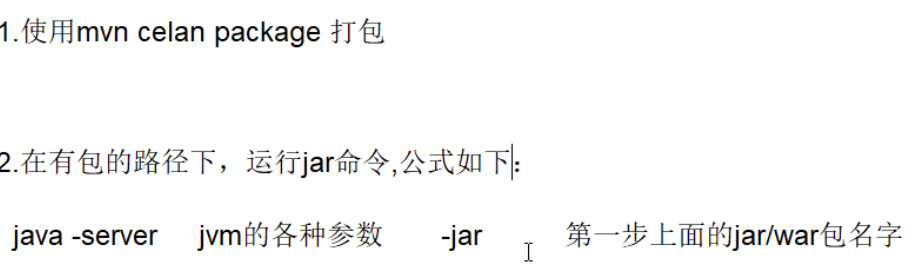 1.使用mvn celan package 打包
2.在有包的路径下，运行jar命令,公式如下：
java -server jvm的各种参数 -jar 第一步上面的jar/war包名字